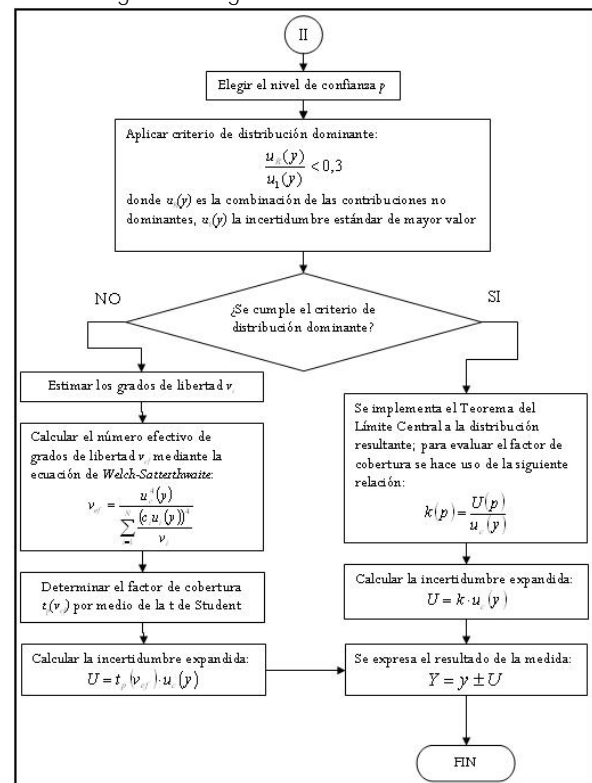 II
Elegir el nivel de confianza p
Aplicar criterio de distribución dominante:
u_R(y) / u_1(y) < 0,3
donde u_R(y) es la combinación de las contribuciones no
dominantes, u_1(y) la incertidumbre estándar de mayor valor
NO
SI
¿Se cumple el criterio de
distribución dominante?
Estimar los grados de libertad ν_i
Calcular el número efectivo de
grados de libertad ν_ef mediante la
ecuación de Welch-Satterthwaite:
ν_ef = u_c^4(y) / ∑_{i=1}^{N} (c_i u_i(y))^4 / ν_i
Determinar el factor de cobertura
t_p(ν_ef) por medio de la t de Student
Calcular la incertidumbre expandida:
U = t_p(ν_ef)·u_c(y)
Se implementa el Teorema del
Límite Central a la distribución
resultante; para evaluar el factor de
cobertura se hace uso de la siguiente
relación:
k(p) = U(p) / u_c(y)
Calcular la incertidumbre expandida:
U = k·u_c(y)
Se expresa el resultado de la medida:
Y = y ± U
FIN